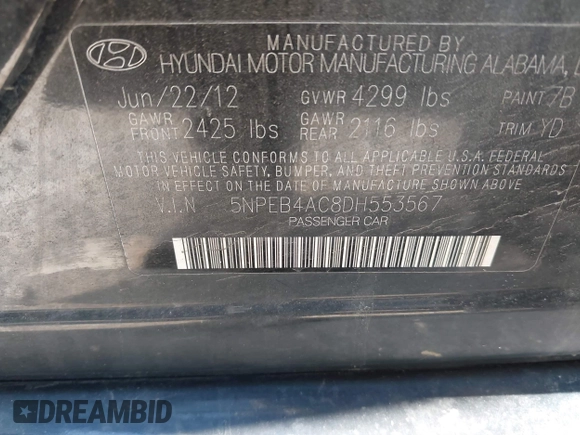 MANUFACTURED BY
HYUNDAI MOTOR MANUFACTURING ALABAMA,
Jun/22/12 GVWR 4299 lbs PAINT 7B
GAWR FRONT 2425 lbs GAWR REAR 2116 lbs TRIM YD
THIS VEHICLE CONFORMS TO ALL APPLICABLE U.S.A. FEDERAL
MOTOR VEHICLE SAFETY, BUMPER, AND THEFT PREVENTION
STANDARDS IN EFFECT ON THE DATE OF MANUFACTURE SHOWN ABOVE
V.I.N 5NPEB4AC8DH553567
PASSENGER CAR
DREAMBID